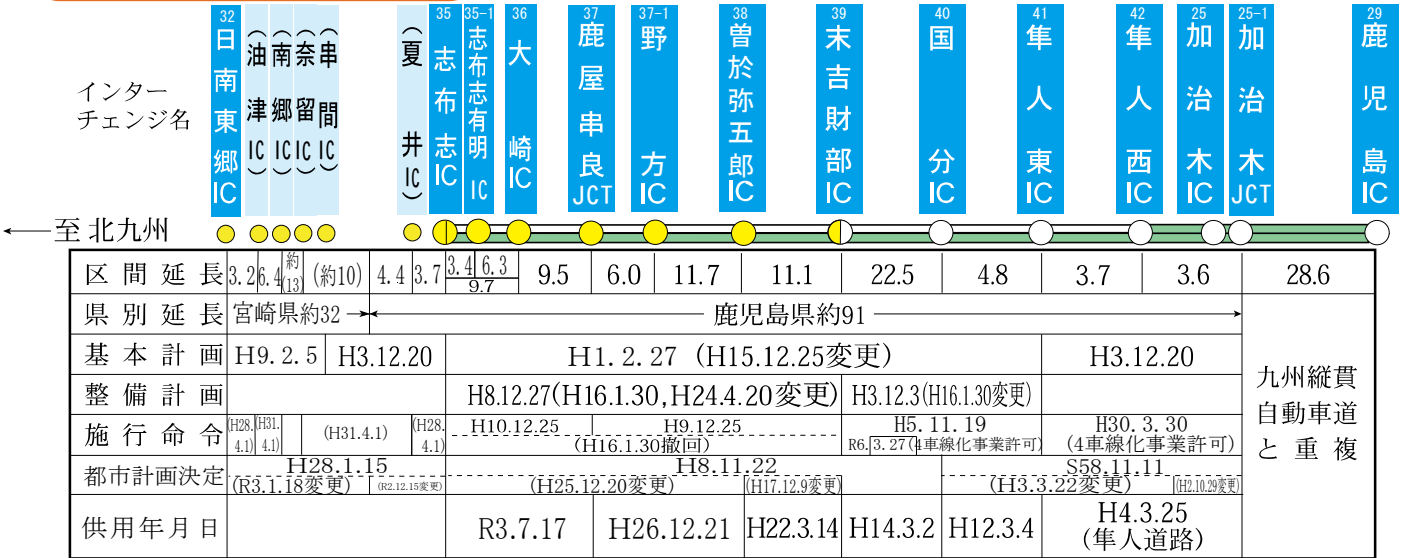 インター
チェンジ名
32
日南東郷IC
(油津IC)
(南郷IC)
(奈留IC)
(串間IC)
(夏井IC)
35
志布志IC
35-1
志布志有明IC
36
大崎IC
37
鹿屋串良JCT
37-1
野方IC
38
曽於弥五郎IC
39
末吉財部IC
40
国分IC
41
隼人東IC
42
隼人西IC
25
加治木IC
25-1
加治木JCT
29
鹿児島IC
至 北九州
区間延長 3.2 6.4 約(13) (約10) 4.4 3.7 3.4 6.3 9.7 9.5 6.0 11.7 11.1 22.5 4.8 3.7 3.6 28.6
県別延長 宮崎県約32 鹿児島県約91
基本計画 H9.2.5 H3.12.20 H1.2.27 (H15.12.25変更) H3.12.20
整備計画 H8.12.27(H16.1.30,H24.4.20変更) H3.12.3(H16.1.30変更)
施行命令 (H28.4.1) (H31.4.1) (H31.4.1) (H28.4.1) H10.12.25 H9.12.25 (H16.1.30撤回) H5.11.19 R6.3.27(4車線化事業許可) H30.3.30 (4車線化事業許可)
都市計画決定 H28.1.15 (R3.1.18変更) (R2.12.15変更) H8.11.22 (H25.12.20変更) (H17.12.9変更) S58.11.11 (H3.3.22変更) (H2.10.29変更)
供用年月日 R3.7.17 H26.12.21 H22.3.14 H14.3.2 H12.3.4 H4.3.25 (隼人道路)
九州縦貫
自動車道
と重複